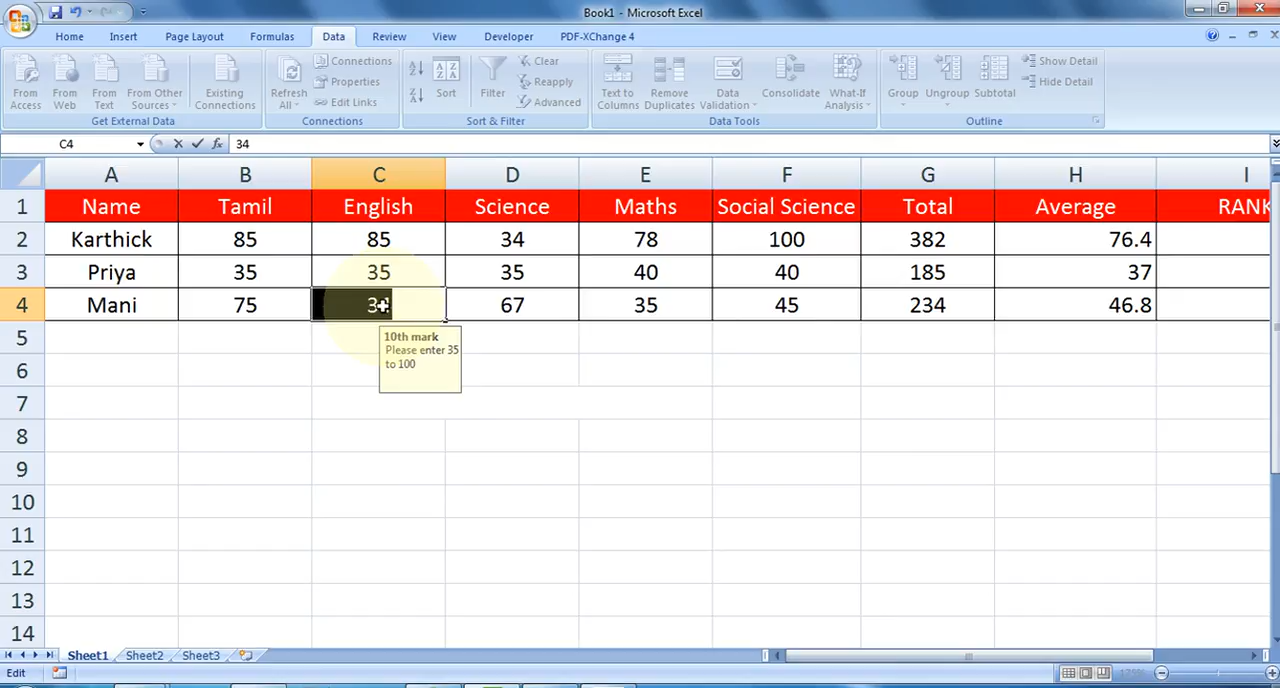 Book1 - Microsoft Excel
Home Insert Page Layout Formulas Data Review View Developer PDF-XChange 4
From Access From Web From Text From Other Sources Existing Connections
Get External Data
Refresh All Connections Properties Edit Links
Connections
Sort Filter Clear Reapply Advanced
Sort & Filter
Text to Columns Remove Duplicates Data Validation Consolidate What-If Analysis
Data Tools
Group Ungroup Subtotal Show Detail Hide Detail
Outline
C4 fx 34
A B C D E F G H I
1 Name Tamil English Science Maths Social Science Total Average RANK
2 Karthick 85 85 34 78 100 382 76.4
3 Priya 35 35 35 40 40 185 37
4 Mani 75 67 35 45 234 46.8
10th mark
Please enter 35
to 100
5
6
7
8
9
10
11
12
13
14
Sheet1 Sheet2 Sheet3
Edit